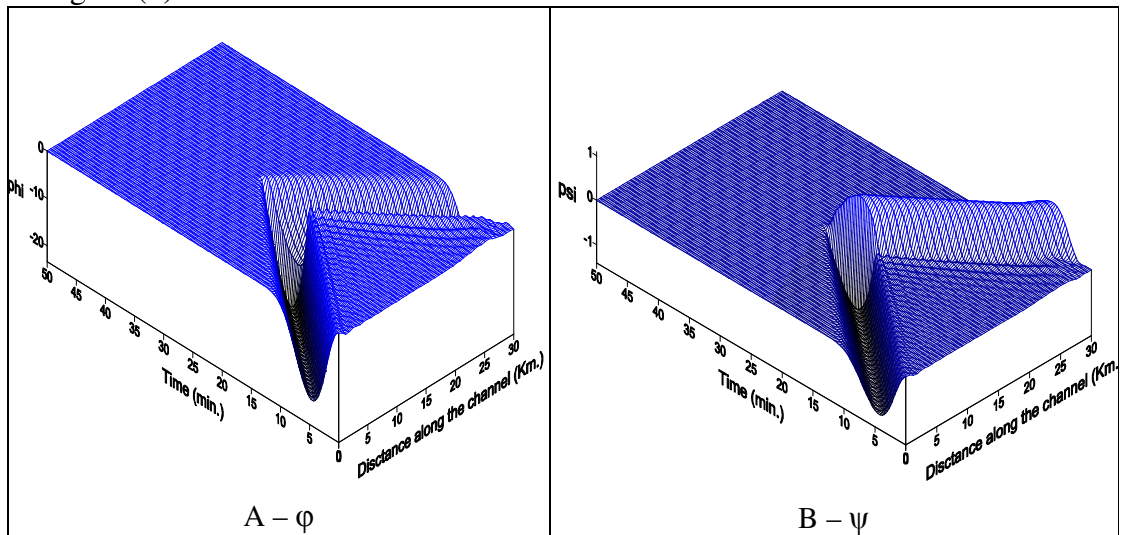 0
phi -10
-20
50 45 40 35 30 25 20 15 10 5 0
Time (min.)
5 10 15 20 25 30
Disctance along the channel (Km.)
A – φ
1
psi 0
-1
50 45 40 35 30 25 20 15 10 5 0
Time (min.)
5 10 15 20 25 30
Disctance along the channel (Km.
B – ψ